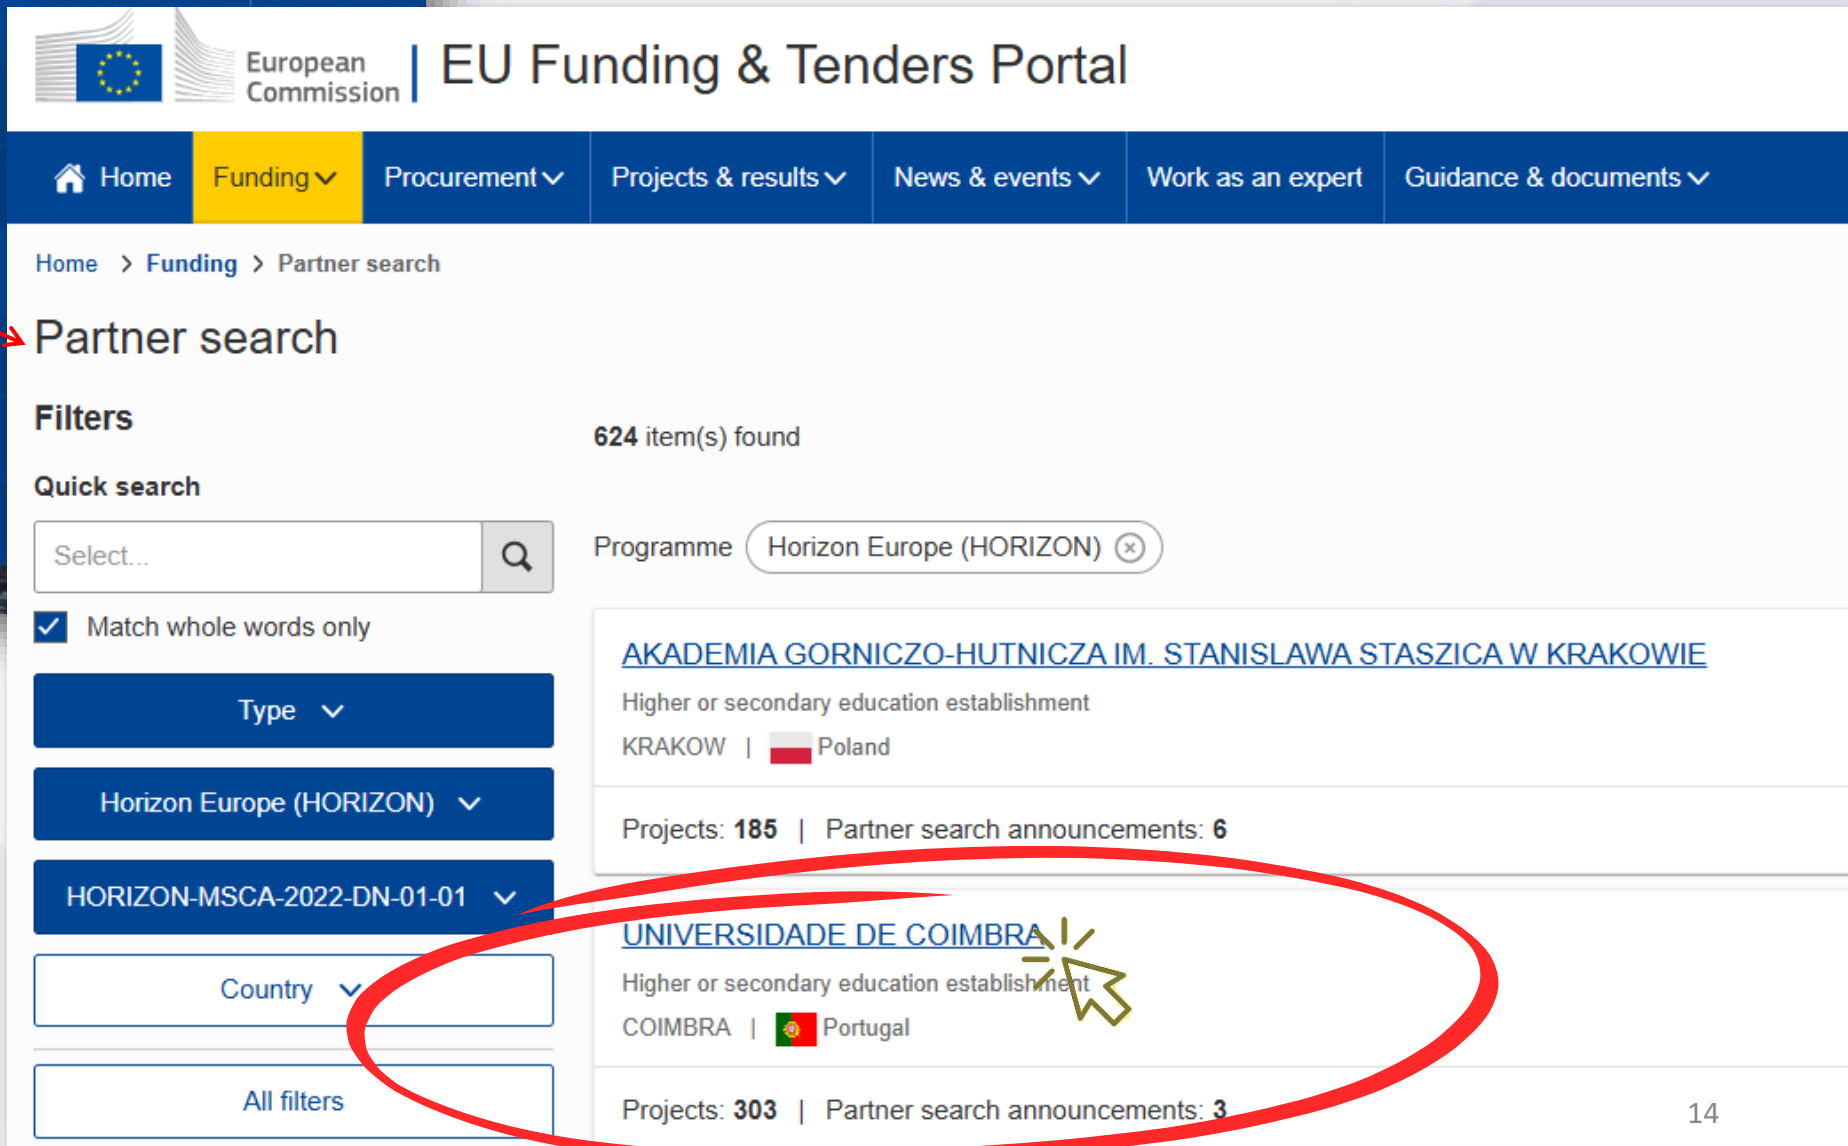 European
Commission
EU Funding & Tenders Portal
Home Funding Procurement Projects & results News & events Work as an expert Guidance & documents
Home > Funding > Partner search
Partner search
Filters
624 item(s) found
Quick search
Select...
Programme Horizon Europe (HORIZON)
Match whole words only
AKADEMIA GORNICZO-HUTNICZA IM. STANISLAWA STASZICA W KRAKOWIE
Type
Higher or secondary education establishment
KRAKOW | Poland
Horizon Europe (HORIZON)
Projects: 185 | Partner search announcements: 6
HORIZON-MSCA-2022-DN-01-01
UNIVERSIDADE DE COIMBRA
Higher or secondary education establishment
Country
COIMBRA | Portugal
All filters
Projects: 303 | Partner search announcements: 3
14